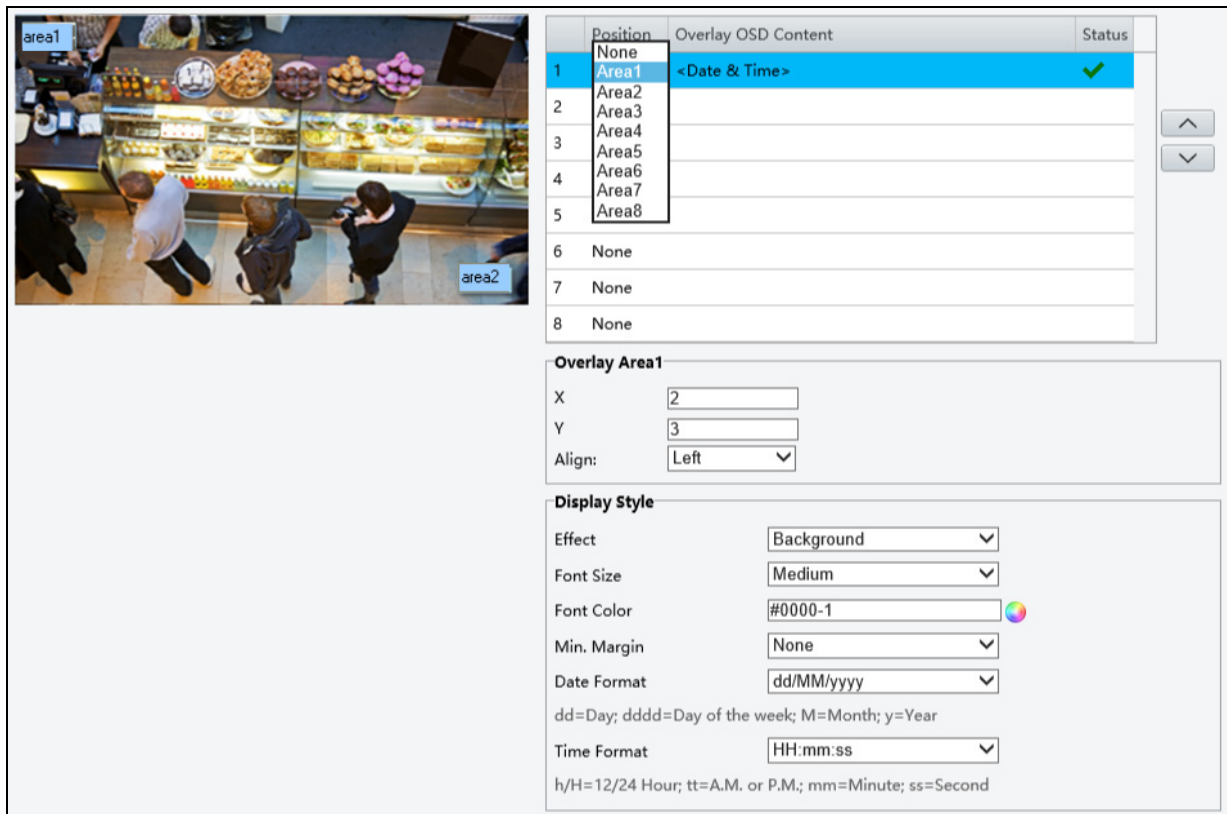 area1
area2
Position Overlay OSD Content Status
None
1 Area1 <Date & Time>
Area2
2
Area3
Area4
3
Area5
4 Area6
Area7
5 Area8
6 None
7 None
8 None
Overlay Area1
X 2
Y 3
Align: Left
Display Style
Effect Background
Font Size Medium
Font Color #0000-1
Min. Margin None
Date Format dd/MM/yyyy
dd=Day; dddd=Day of the week; M=Month; y=Year
Time Format HH:mm:ss
h/H=12/24 Hour; tt=A.M. or P.M.; mm=Minute; ss=Second